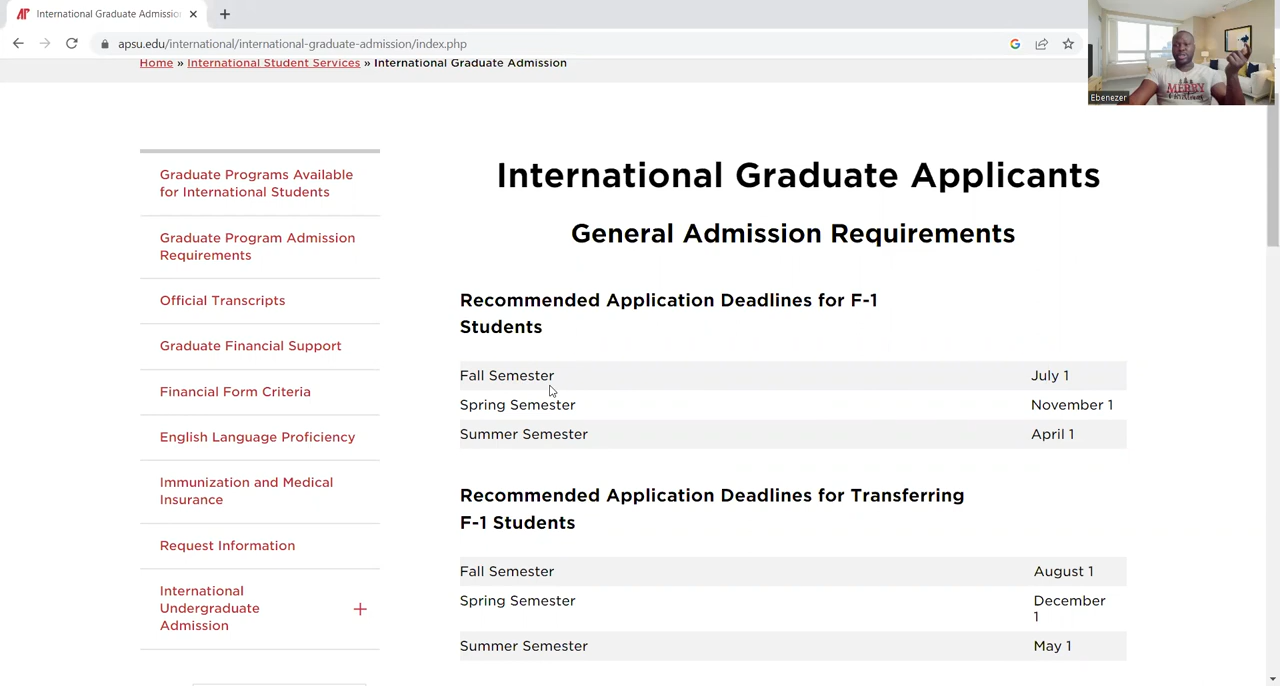 International Graduate Admissio
apsu.edu/international/international-graduate-admission/index.php
Home » International Student Services » International Graduate Admission
Ebenezer
MERRY
Graduate Programs Available
for International Students
Graduate Program Admission
Requirements
Official Transcripts
Graduate Financial Support
Financial Form Criteria
English Language Proficiency
Immunization and Medical
Insurance
Request Information
International
Undergraduate
Admission
International Graduate Applicants
General Admission Requirements
Recommended Application Deadlines for F-1
Students
Fall Semester July 1
Spring Semester November 1
Summer Semester April 1
Recommended Application Deadlines for Transferring
F-1 Students
Fall Semester August 1
Spring Semester December
1
Summer Semester May 1